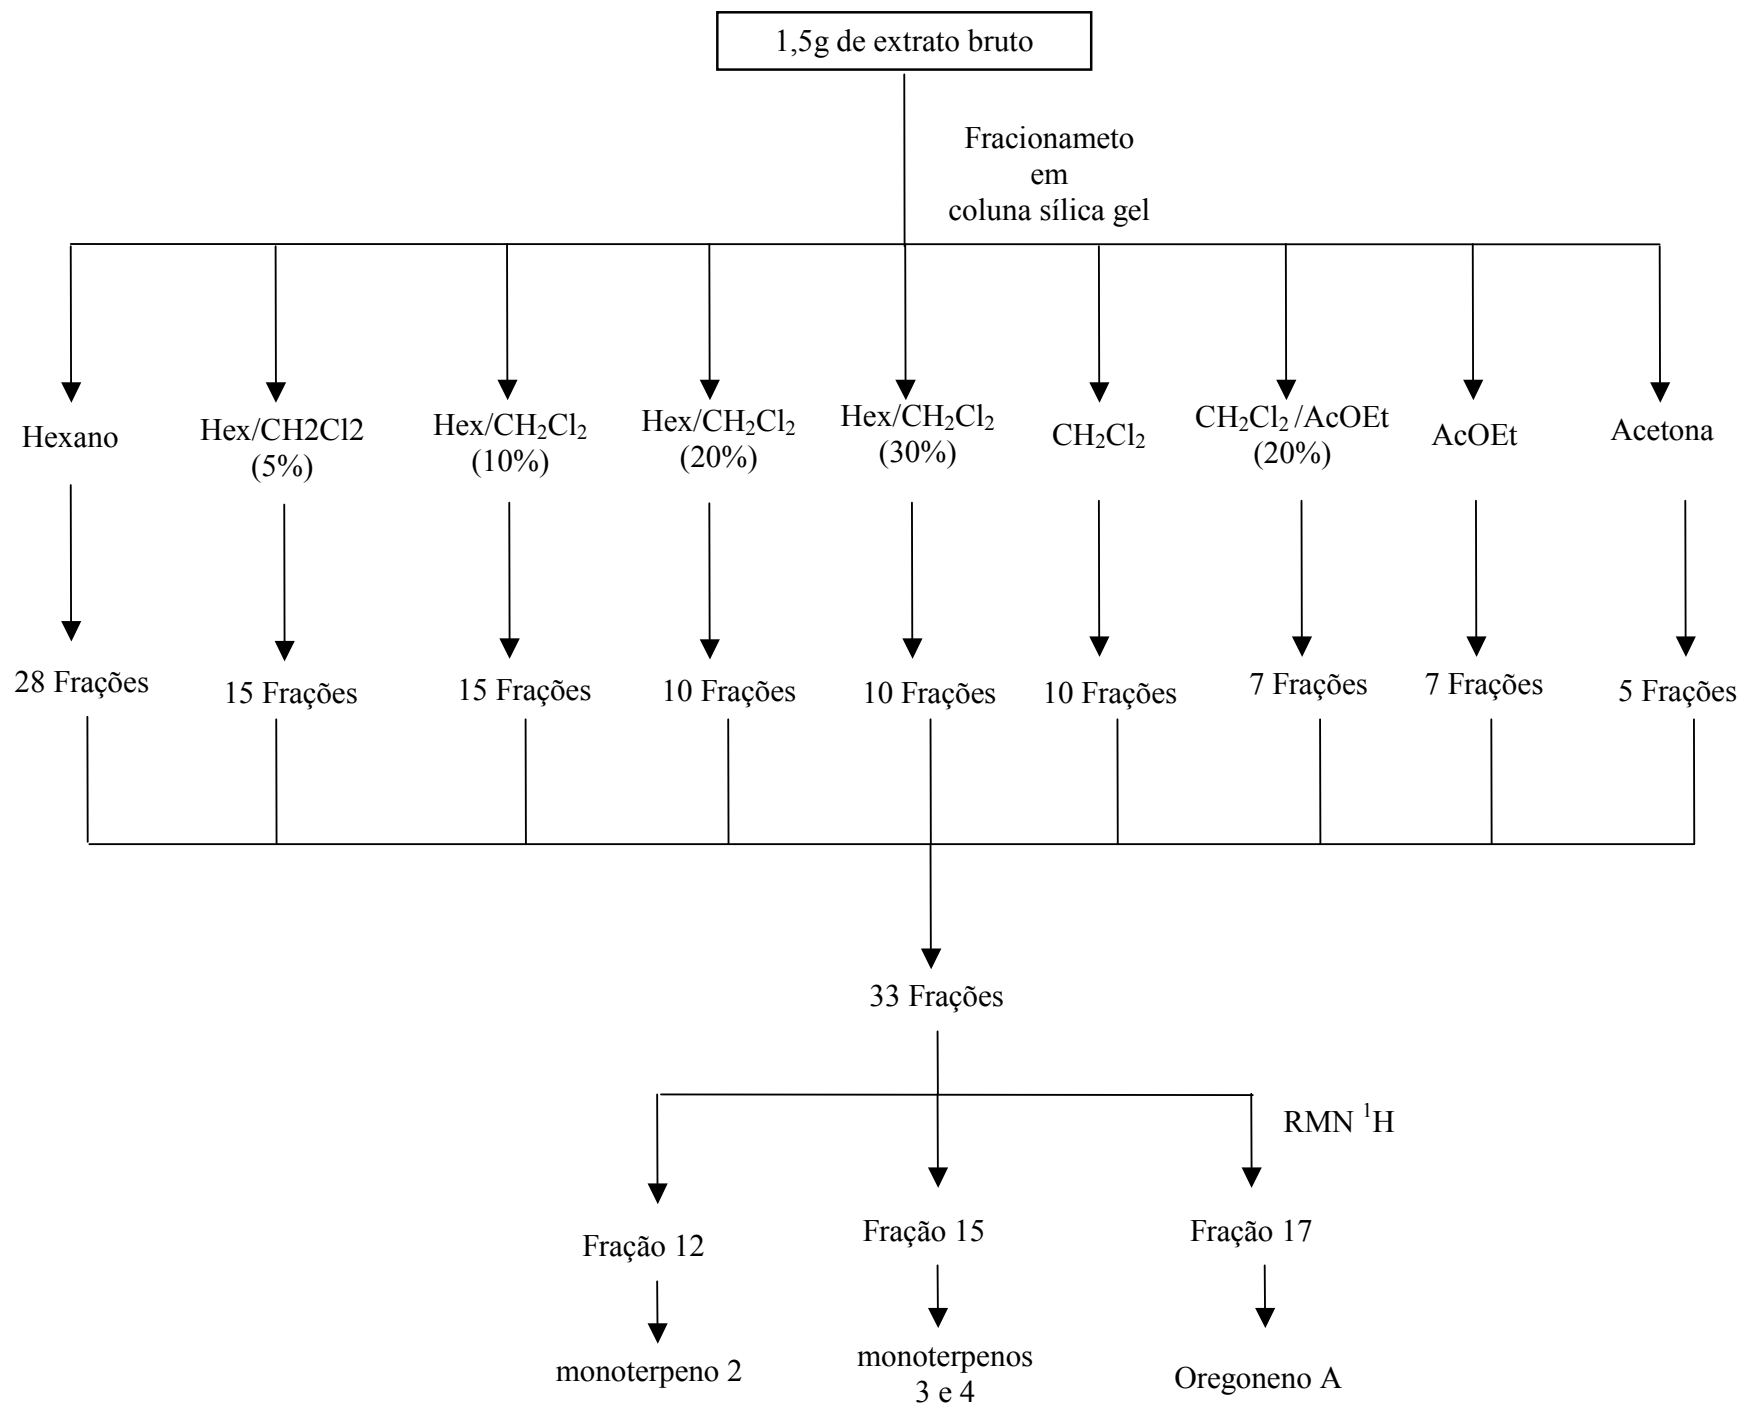 1,5g de extrato bruto
Fracionameto
em
coluna sílica gel
Hexano
Hex/CH2Cl2
(5%)
Hex/CH₂Cl₂
(10%)
Hex/CH₂Cl₂
(20%)
Hex/CH₂Cl₂
(30%)
CH₂Cl₂
CH₂Cl₂ /AcOEt
(20%)
AcOEt
Acetona
28 Frações
15 Frações
15 Frações
10 Frações
10 Frações
10 Frações
7 Frações
7 Frações
5 Frações
33 Frações
RMN ¹H
Fração 12
Fração 15
Fração 17
monoterpeno 2
monoterpenos
3 e 4
Oregoneno A